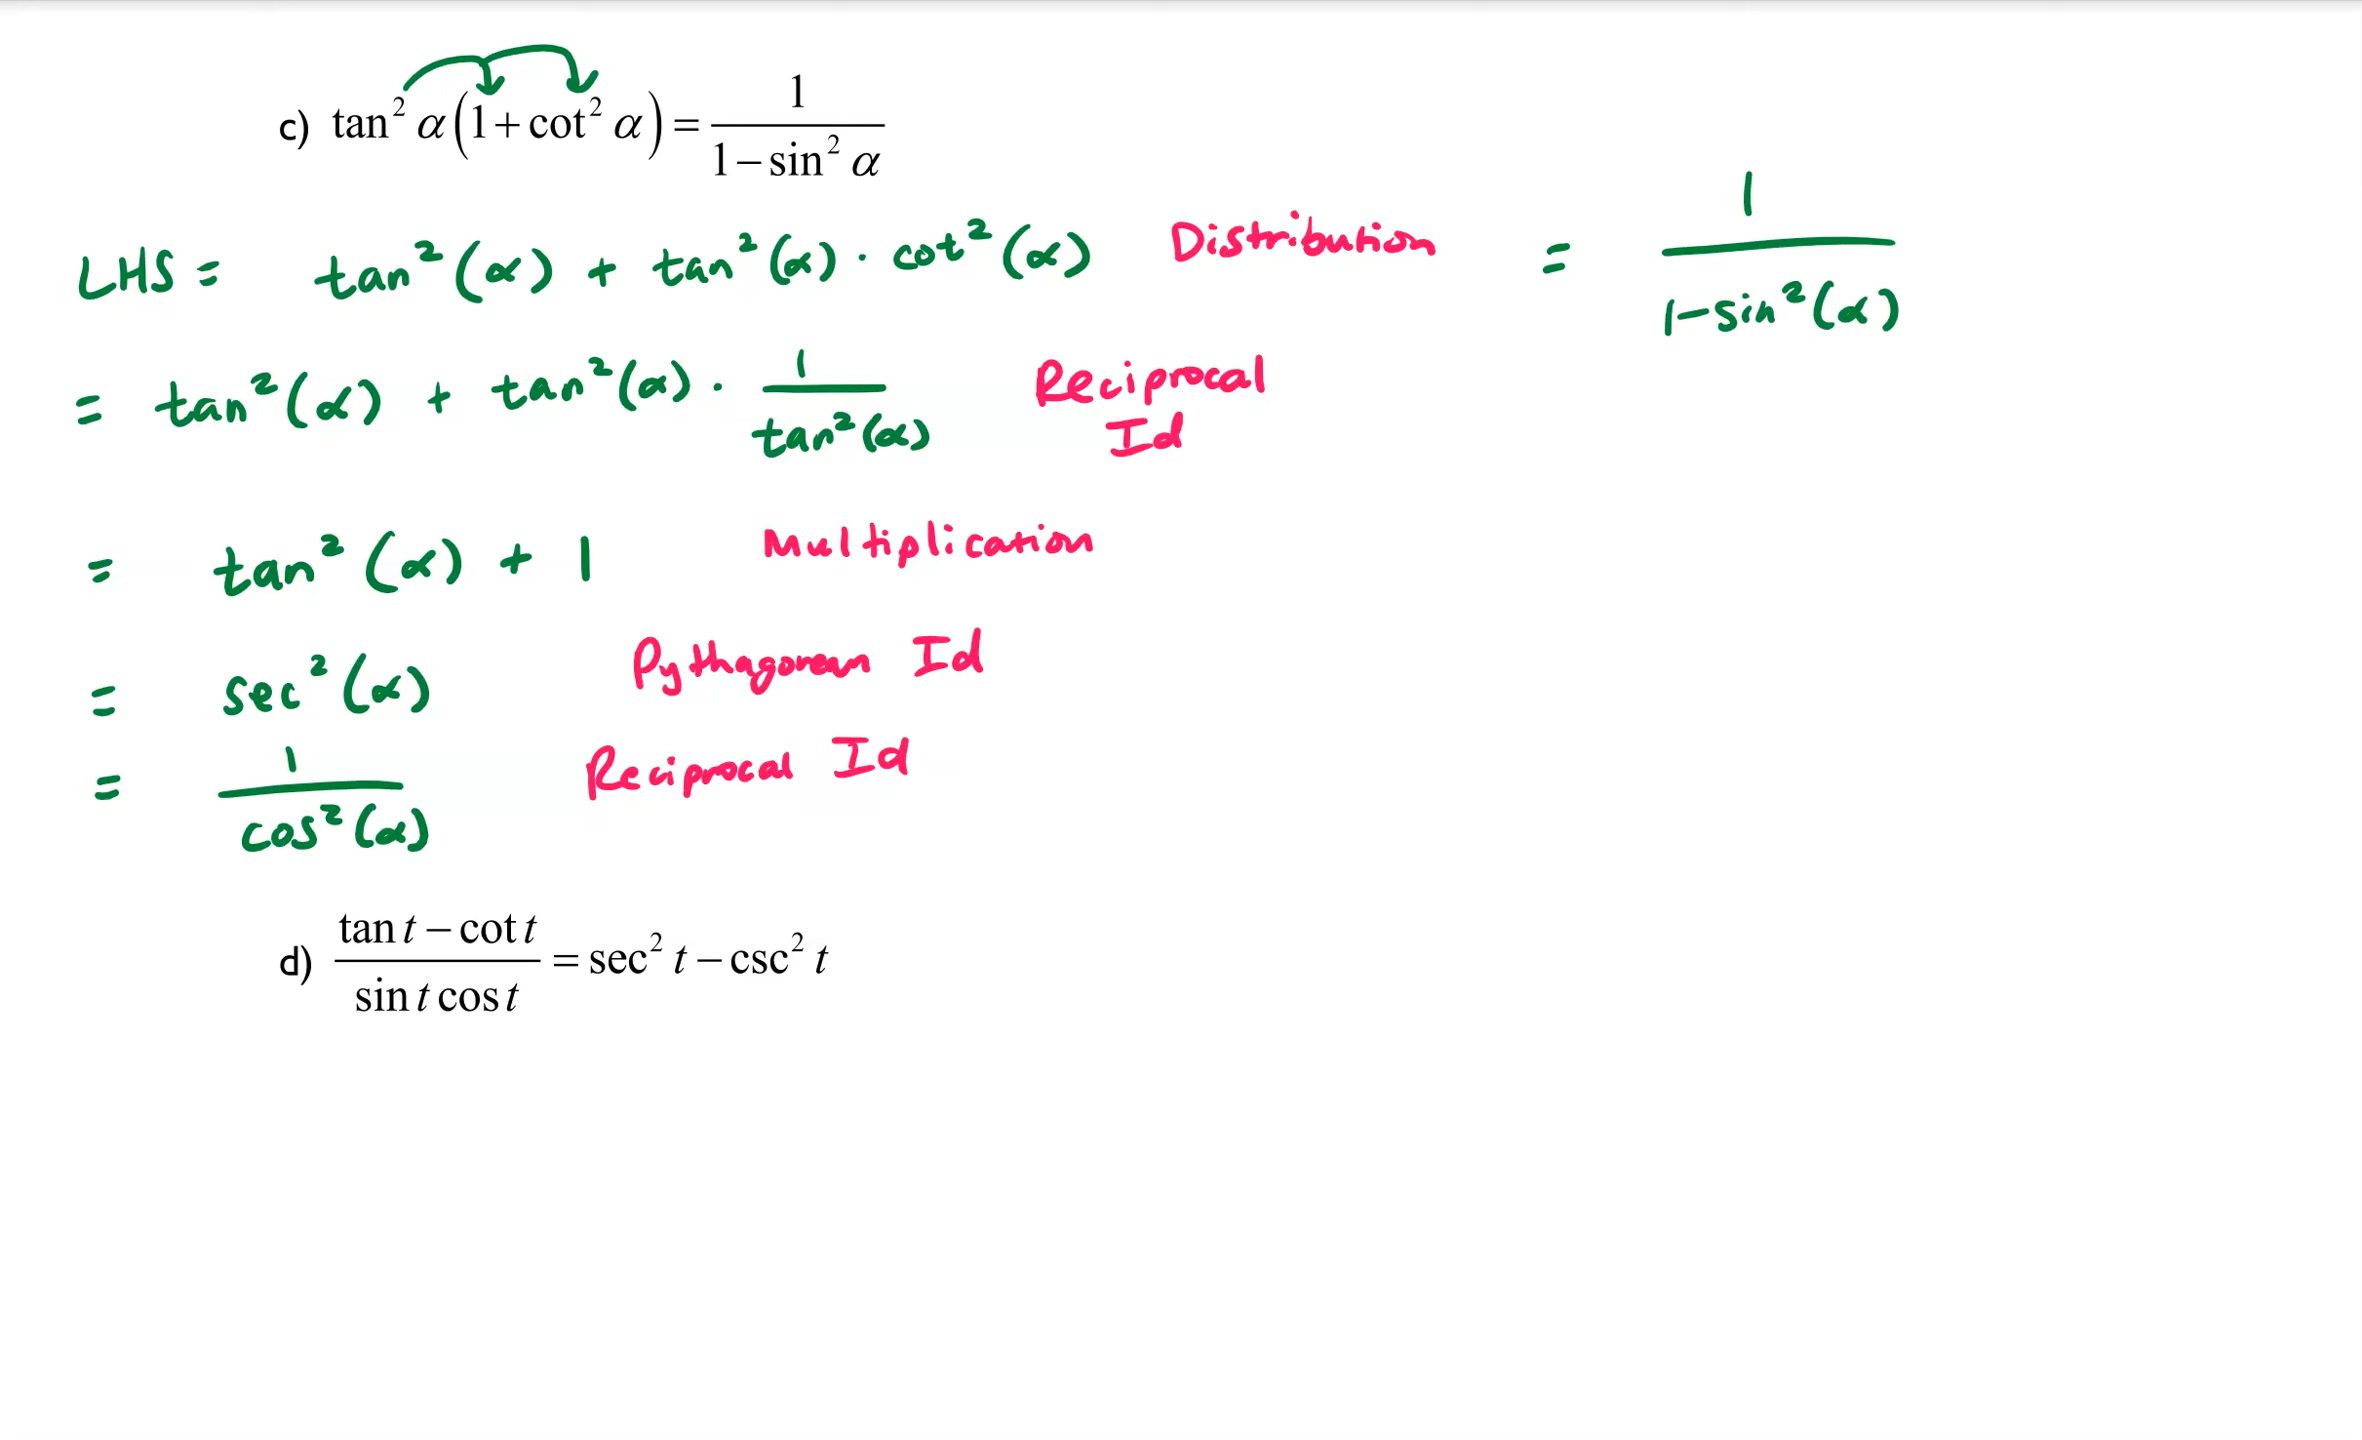 c) tan² α(1+cot² α) = 1/(1−sin² α)
LHS = tan²(α) + tan²(α) · cot²(α) Distribution = 1/(1−sin²(α))
= tan²(α) + tan²(α) · 1/tan²(α) Reciprocal
Id
= tan²(α) + 1 Multiplication
= sec²(α) Pythagorean Id
= 1/cos²(α) Reciprocal Id
d) (tan t − cot t)/(sin t cos t) = sec² t − csc² t